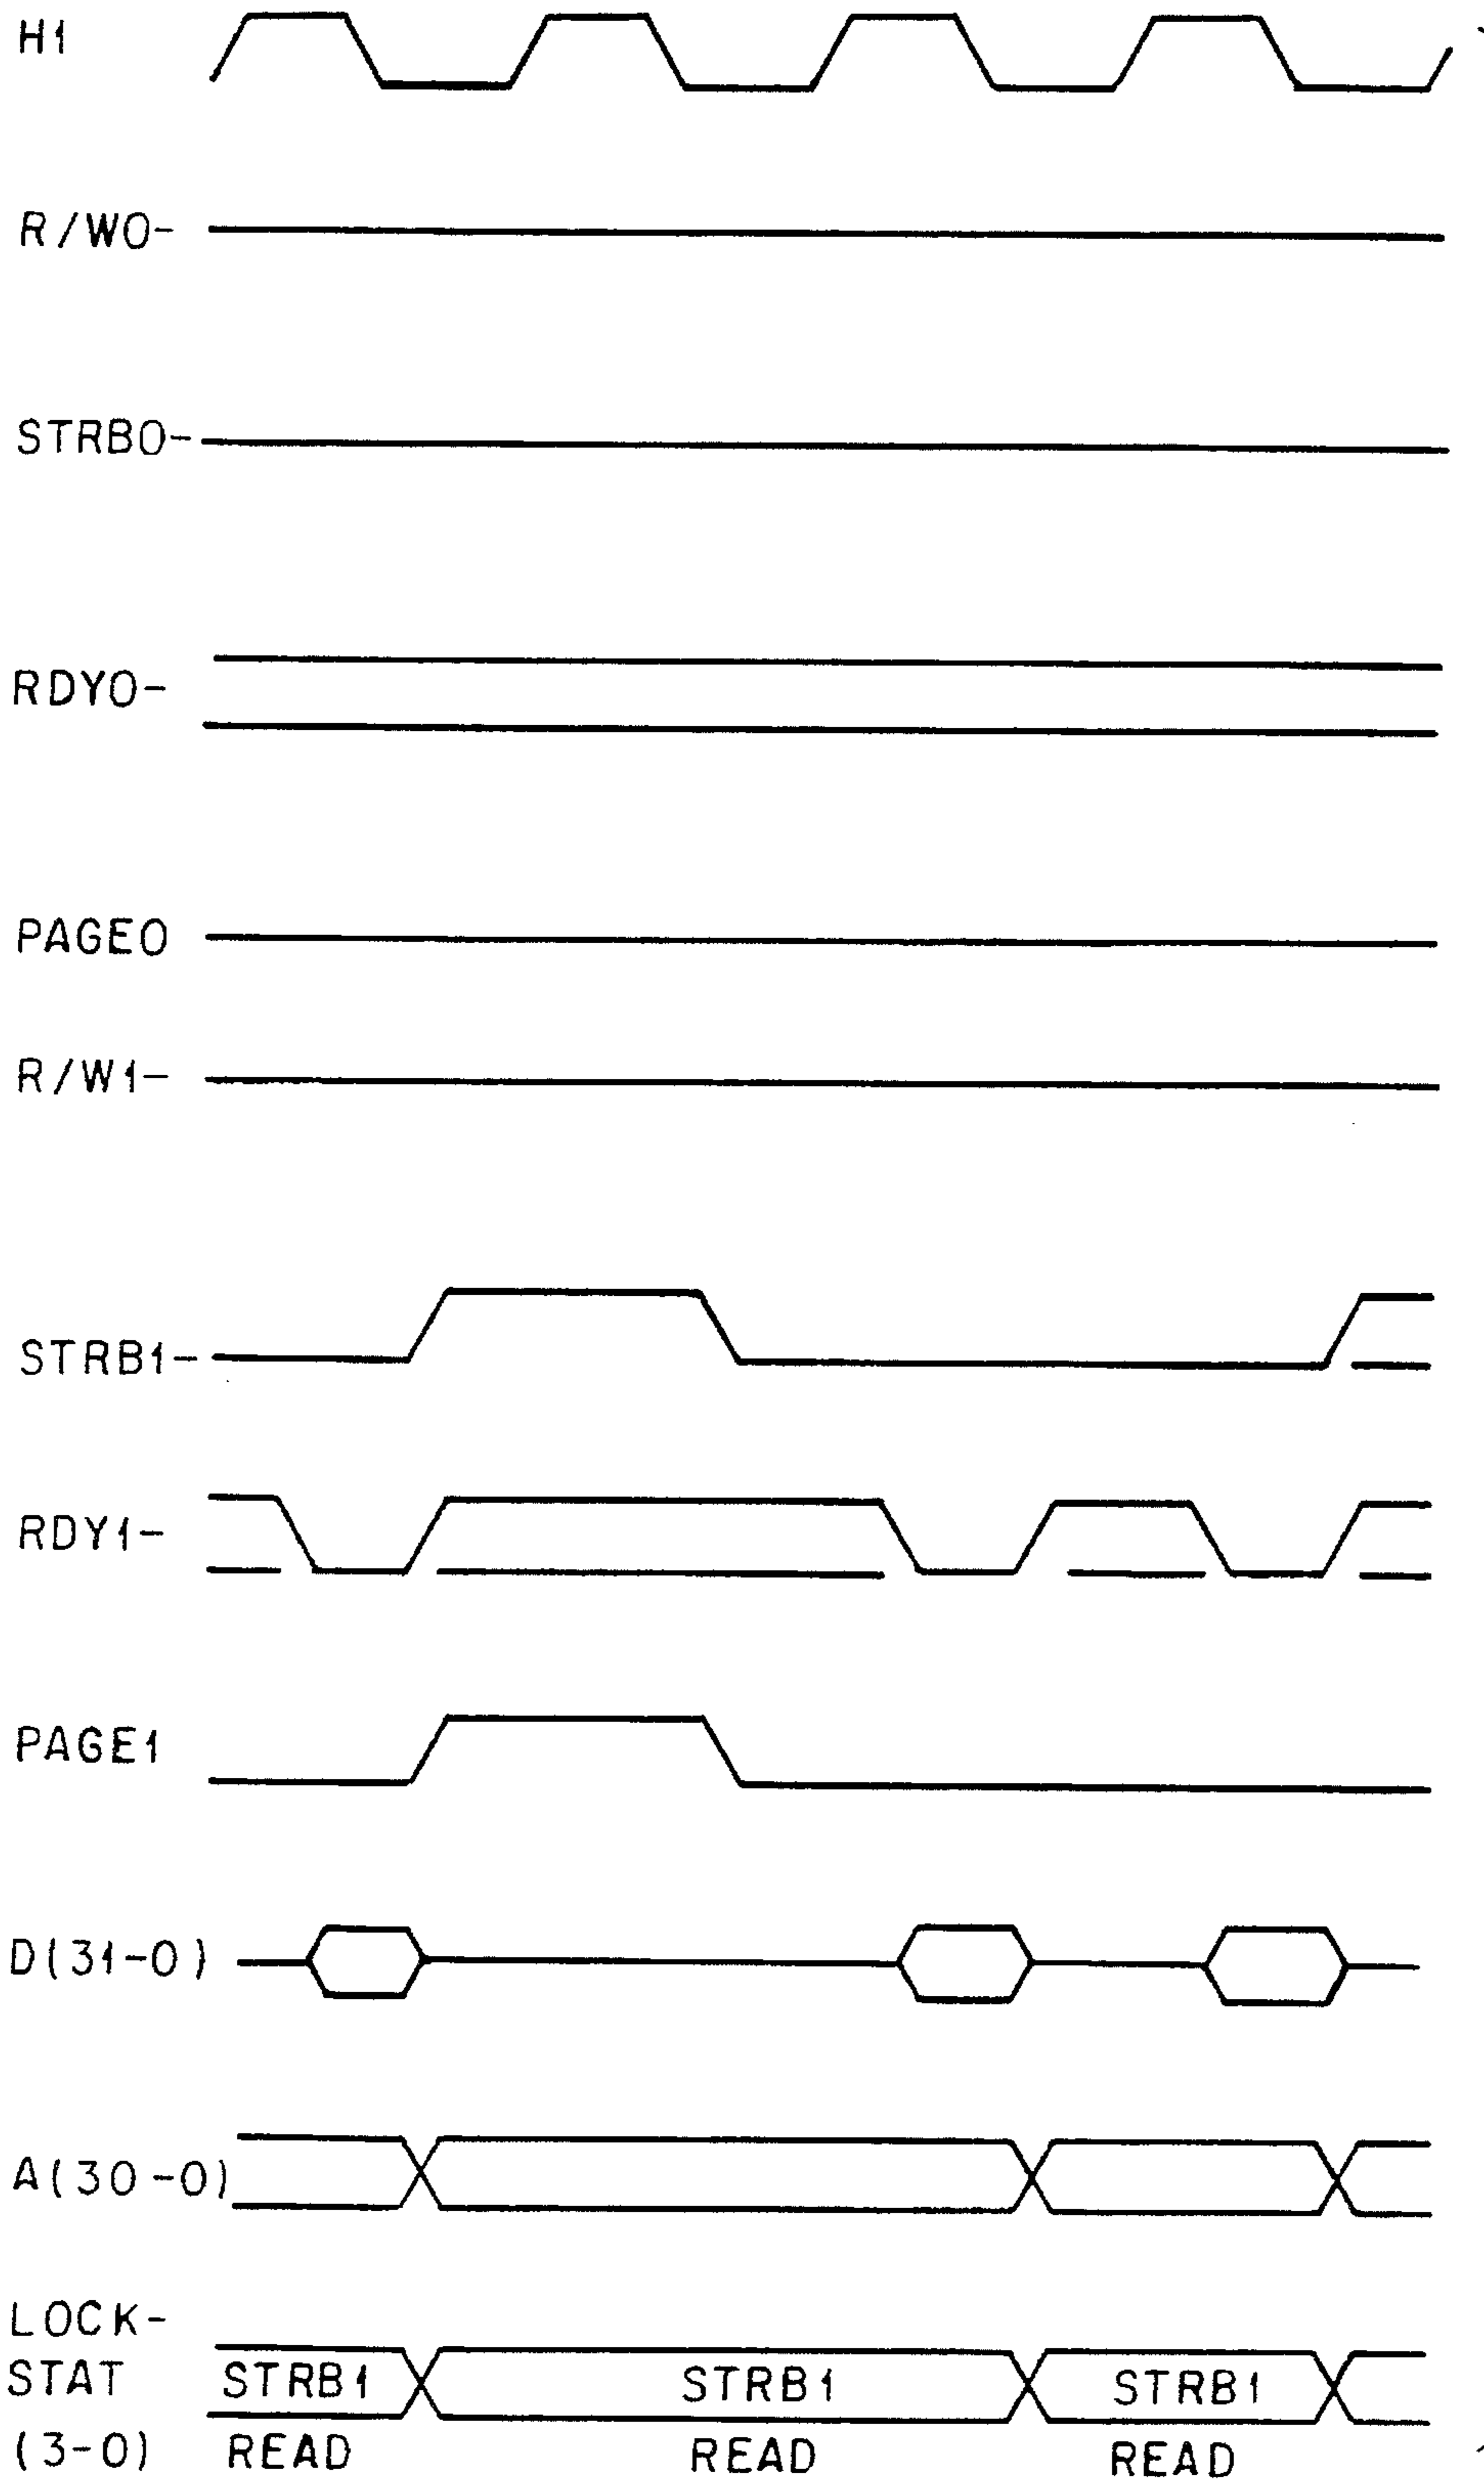 H1
R/W0-
STRB0-
RDY0-
PAGE0
R/W1-
STRB1-
RDY1-
PAGE1
D(31-0)
A(30-0)
LOCK-
STAT STRB1 STRB1 STRB1
(3-0) READ READ READ